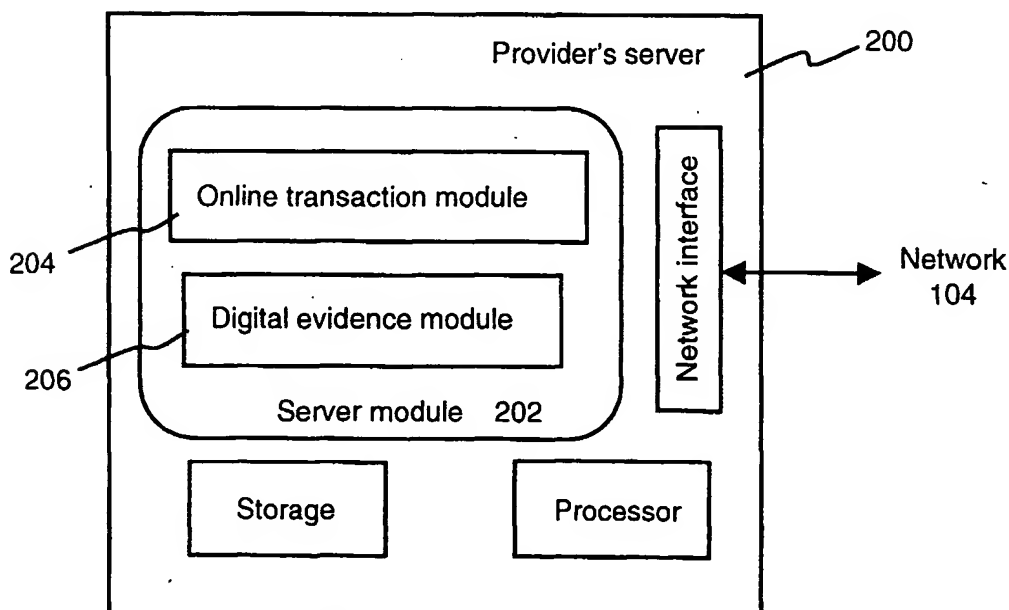 Provider's server
200
Online transaction module
204
Network interface
Network
104
Digital evidence module
206
Server module 202
Storage
Processor